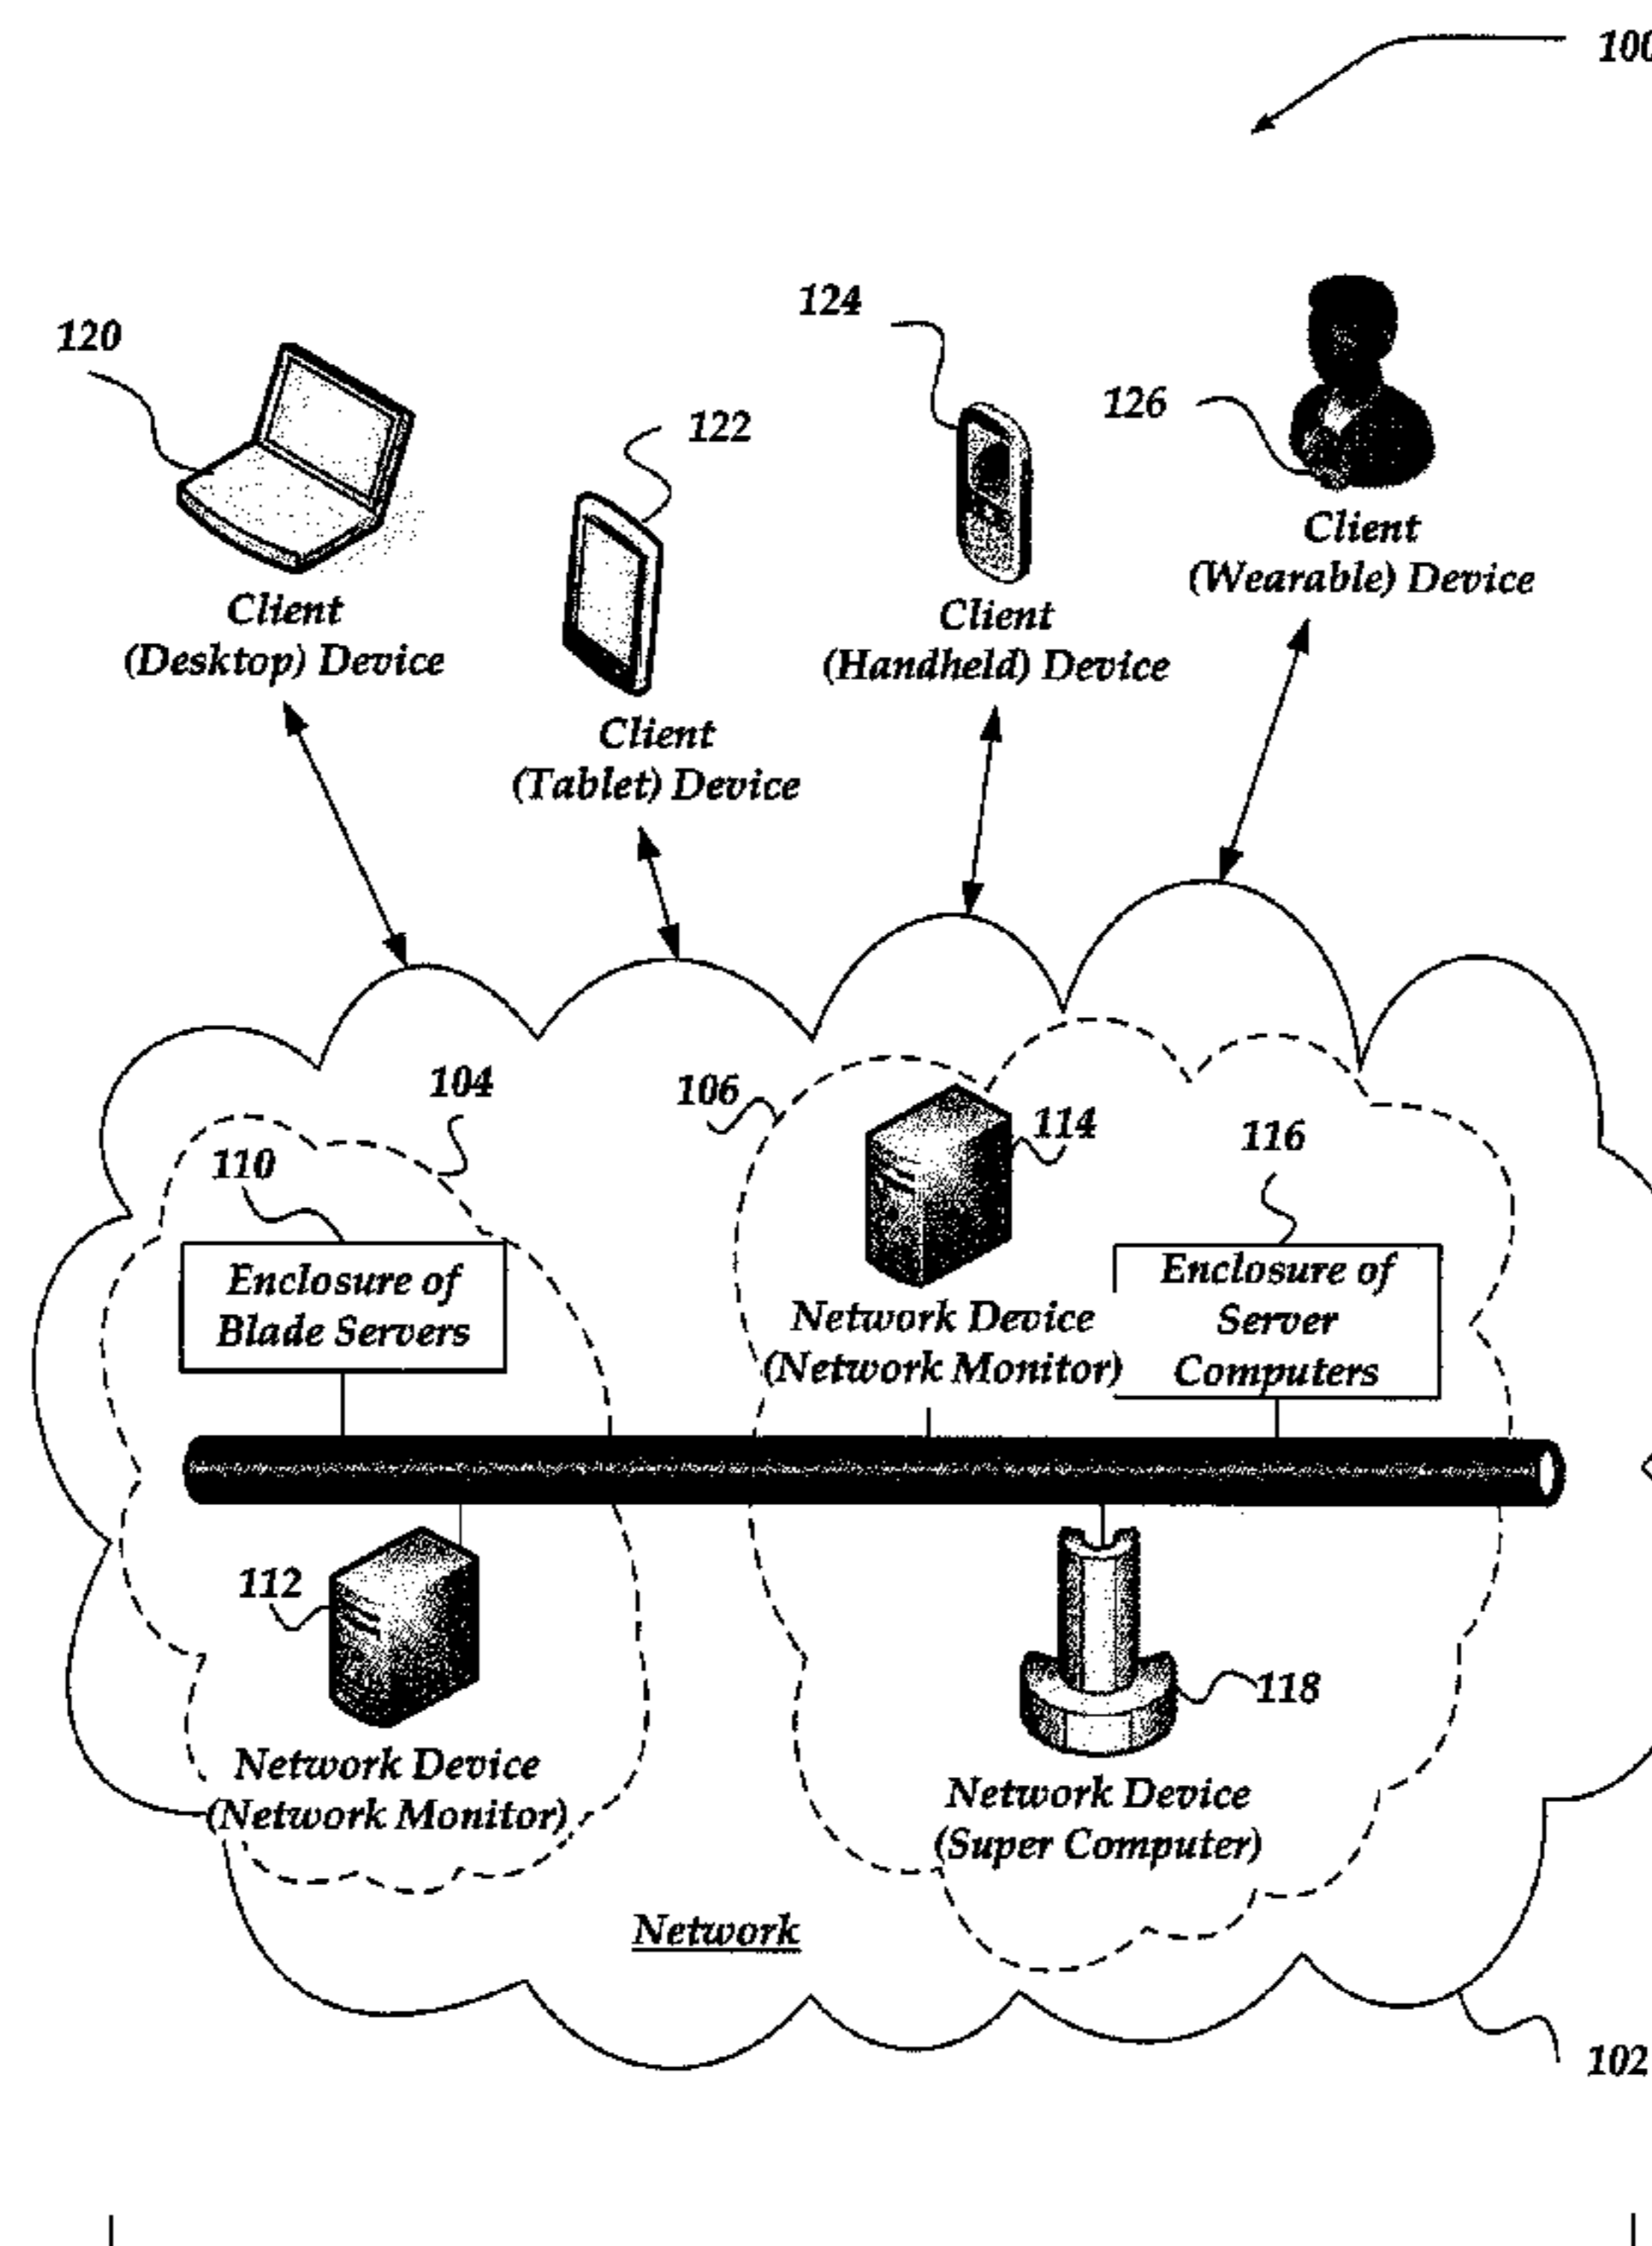 100
124
120
126
122
Client
(Wearable) Device
Client
(Desktop) Device
Client
(Handheld) Device
Client
(Tablet) Device
104
106
114
116
110
Enclosure of
Blade Servers
Enclosure of
Server
Computers
Network Device
(Network Monitor)
112
118
Network Device
(Network Monitor)
Network Device
(Super Computer)
Network
102